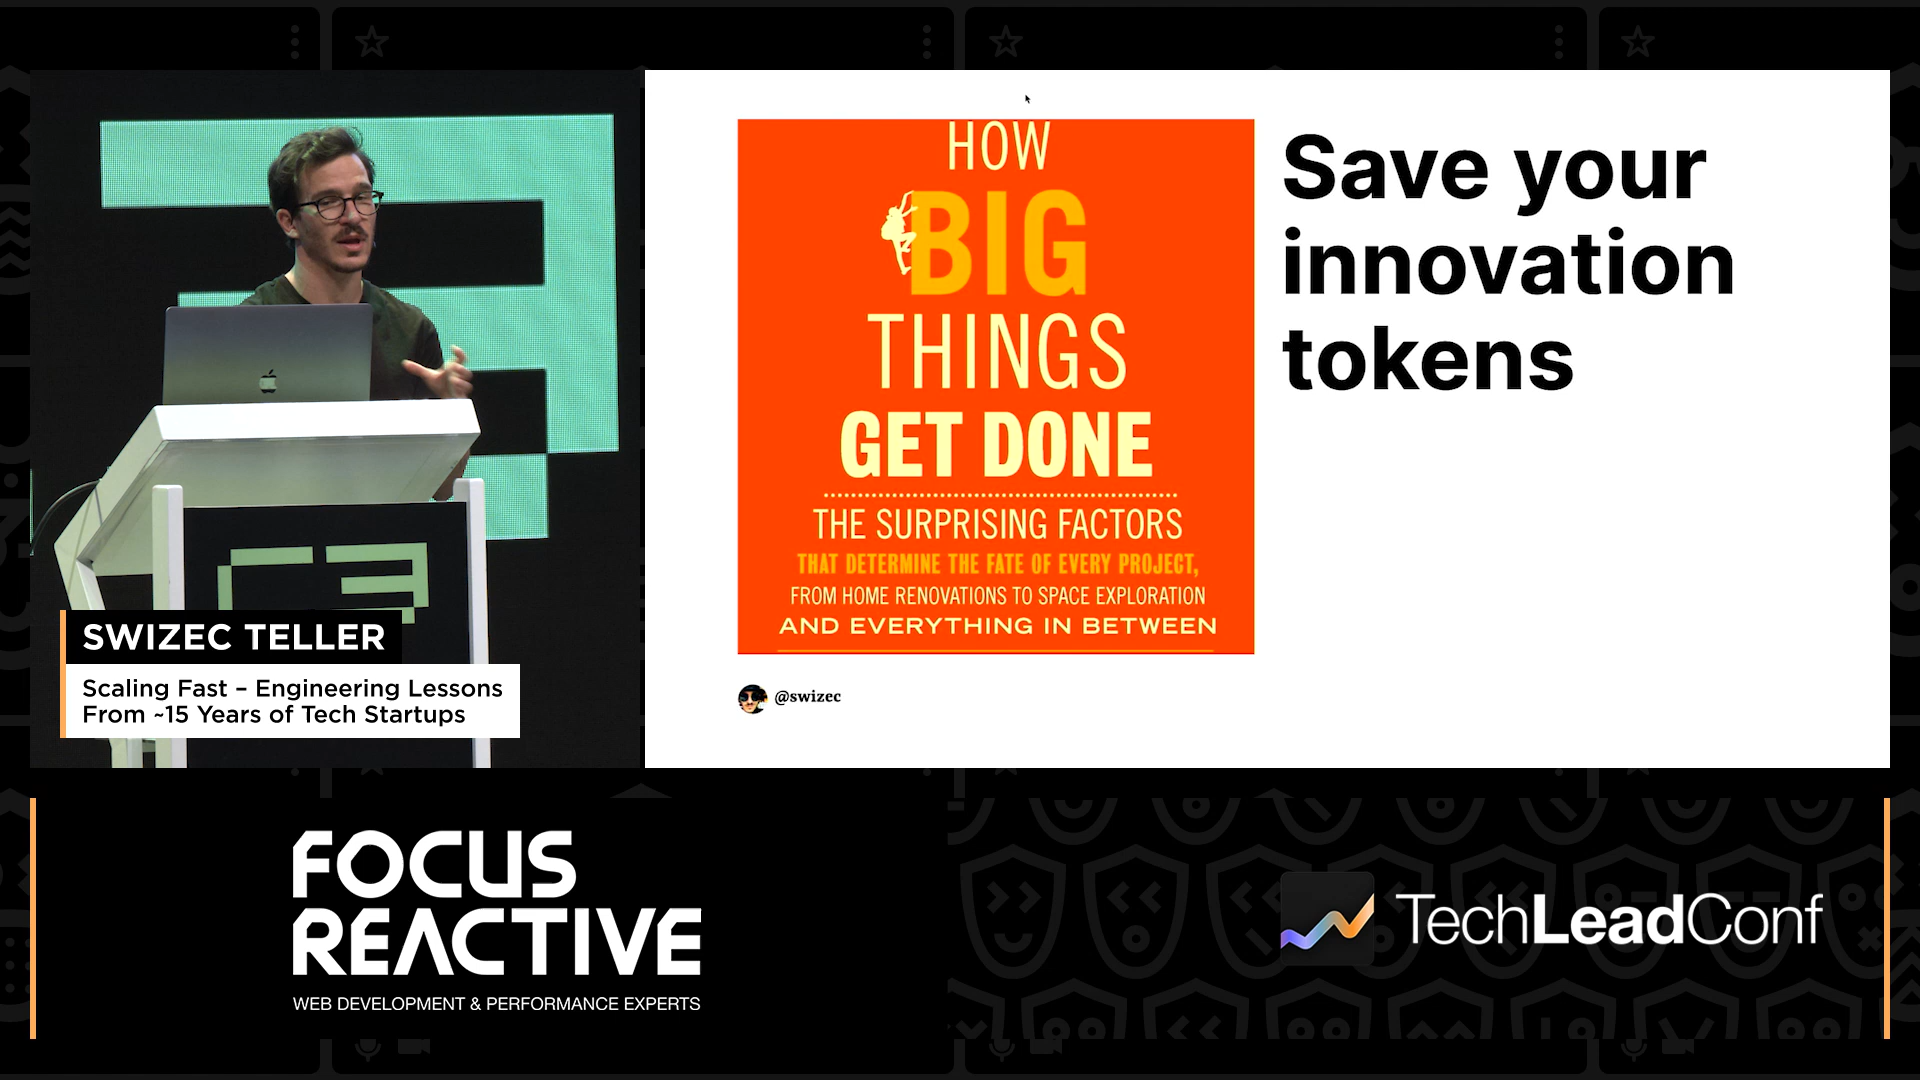 HOW
BIG
THINGS
GET DONE
THE SURPRISING FACTORS
THAT DETERMINE THE FATE OF EVERY PROJECT,
FROM HOME RENOVATIONS TO SPACE EXPLORATION
AND EVERYTHING IN BETWEEN
Save your
innovation
tokens
@swizec
SWIZEC TELLER
Scaling Fast – Engineering Lessons
From ~15 Years of Tech Startups
FOCUS
REACTIVE
WEB DEVELOPMENT & PERFORMANCE EXPERTS
TechLeadConf